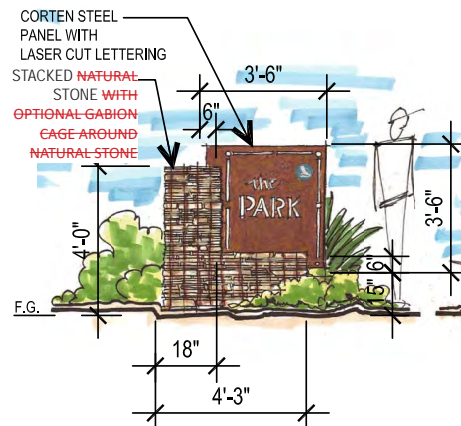 CORTEN STEEL
PANEL WITH
LASER CUT LETTERING
STACKED NATURAL
STONE WITH
OPTIONAL GABION
CAGE AROUND
NATURAL STONE
3'-6"
6"
the
PARK
4'-0"
3'-6"
6"
15"
F.G.
18"
4'-3"